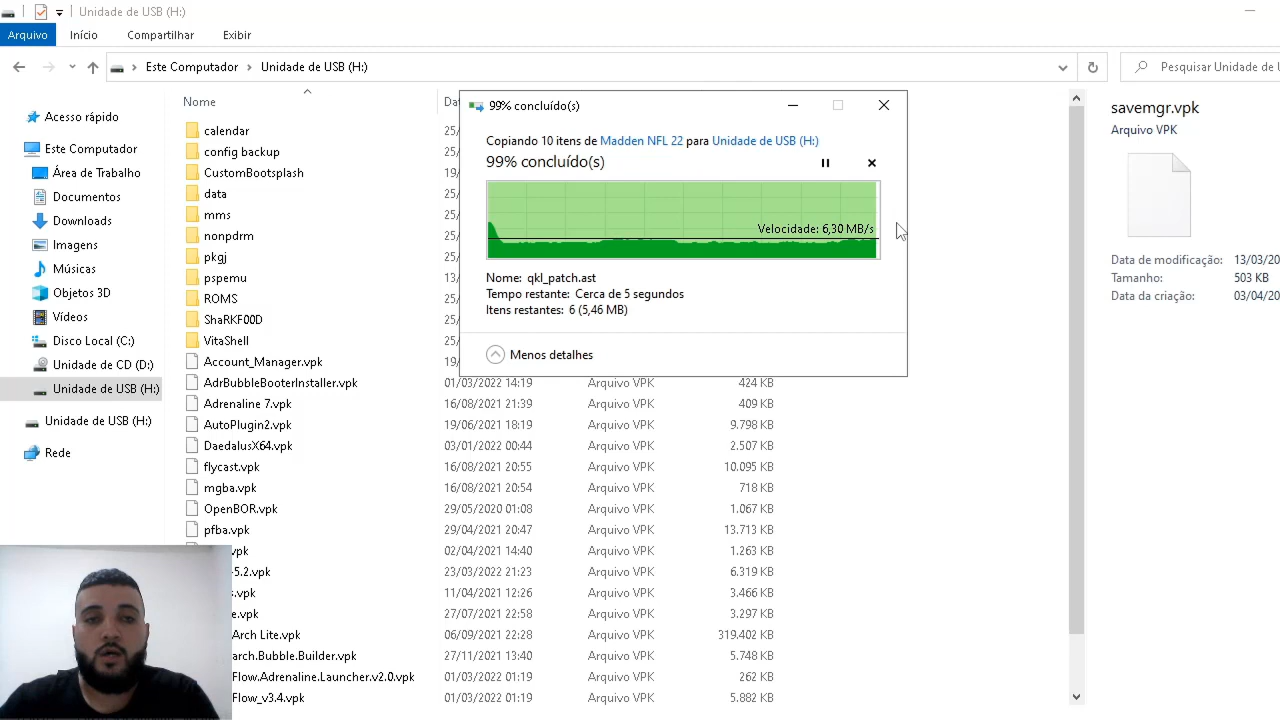 Unidade de USB (H:)
Arquivo Início Compartilhar Exibir
Este Computador Unidade de USB (H:)
Pesquisar Unidade de U
Acesso rápido
Este Computador
Área de Trabalho
Documentos
Downloads
Imagens
Músicas
Objetos 3D
Vídeos
Disco Local (C:)
Unidade de CD (D:)
Unidade de USB (H:)
Unidade de USB (H:)
Rede
Nome Dat
calendar 25/
config backup 25/
CustomBootsplash 19/
data 25/
mms 25/
nonpdrm 25/
pkgj 25/
pspemu 13/
ROMS 25/
ShaRKF00D 25/
VitaShell 25/
Account_Manager.vpk 19/
AdrBubbleBooterInstaller.vpk 01/03/2022 14:19 Arquivo VPK 424 KB
Adrenaline 7.vpk 16/08/2021 21:39 Arquivo VPK 409 KB
AutoPlugin2.vpk 19/06/2021 18:19 Arquivo VPK 9.798 KB
DaedalusX64.vpk 03/01/2022 00:44 Arquivo VPK 2.507 KB
flycast.vpk 16/08/2021 20:55 Arquivo VPK 10.095 KB
mgba.vpk 16/08/2021 20:54 Arquivo VPK 718 KB
OpenBOR.vpk 29/05/2020 01:08 Arquivo VPK 1.067 KB
pfba.vpk 29/04/2021 20:47 Arquivo VPK 13.713 KB
.vpk 02/04/2021 14:40 Arquivo VPK 1.263 KB
-5.2.vpk 23/03/2022 21:23 Arquivo VPK 6.319 KB
s.vpk 11/04/2021 12:26 Arquivo VPK 3.466 KB
e.vpk 27/07/2021 22:58 Arquivo VPK 3.297 KB
Arch Lite.vpk 06/09/2021 22:28 Arquivo VPK 319.402 KB
arch.Bubble.Builder.vpk 27/11/2021 13:40 Arquivo VPK 5.748 KB
Flow.Adrenaline.Launcher.v2.0.vpk 01/03/2022 01:19 Arquivo VPK 262 KB
Flow_v3.4.vpk 01/03/2022 01:19 Arquivo VPK 5.882 KB
99% concluído(s)
Copiando 10 itens de Madden NFL 22 para Unidade de USB (H:)
99% concluído(s)
Velocidade: 6,30 MB/s
Nome: qkl_patch.ast
Tempo restante: Cerca de 5 segundos
Itens restantes: 6 (5,46 MB)
Menos detalhes
savemgr.vpk
Arquivo VPK
Data de modificação: 13/03/20
Tamanho: 503 KB
Data da criação: 03/04/20